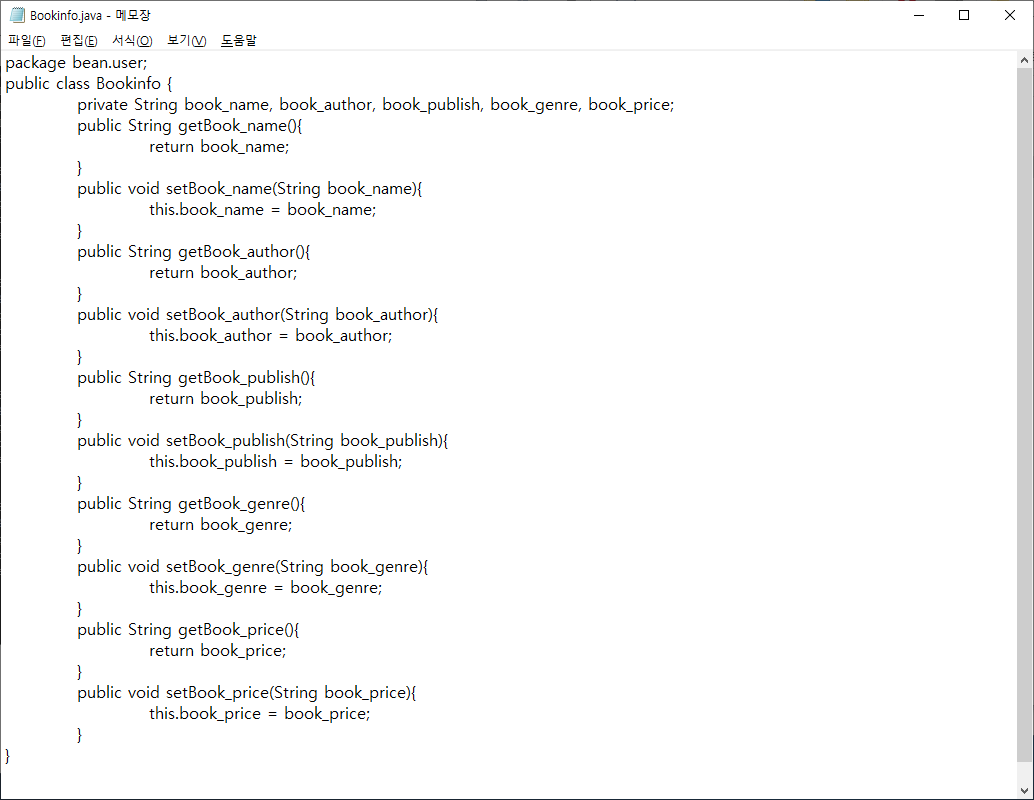 Bookinfo.java - 메모장
파일(F) 편집(E) 서식(O) 보기(V) 도움말
package bean.user;
public class Bookinfo {
	private String book_name, book_author, book_publish, book_genre, book_price;
	public String getBook_name(){
		return book_name;
	}
	public void setBook_name(String book_name){
		this.book_name = book_name;
	}
	public String getBook_author(){
		return book_author;
	}
	public void setBook_author(String book_author){
		this.book_author = book_author;
	}
	public String getBook_publish(){
		return book_publish;
	}
	public void setBook_publish(String book_publish){
		this.book_publish = book_publish;
	}
	public String getBook_genre(){
		return book_genre;
	}
	public void setBook_genre(String book_genre){
		this.book_genre = book_genre;
	}
	public String getBook_price(){
		return book_price;
	}
	public void setBook_price(String book_price){
		this.book_price = book_price;
	}
}